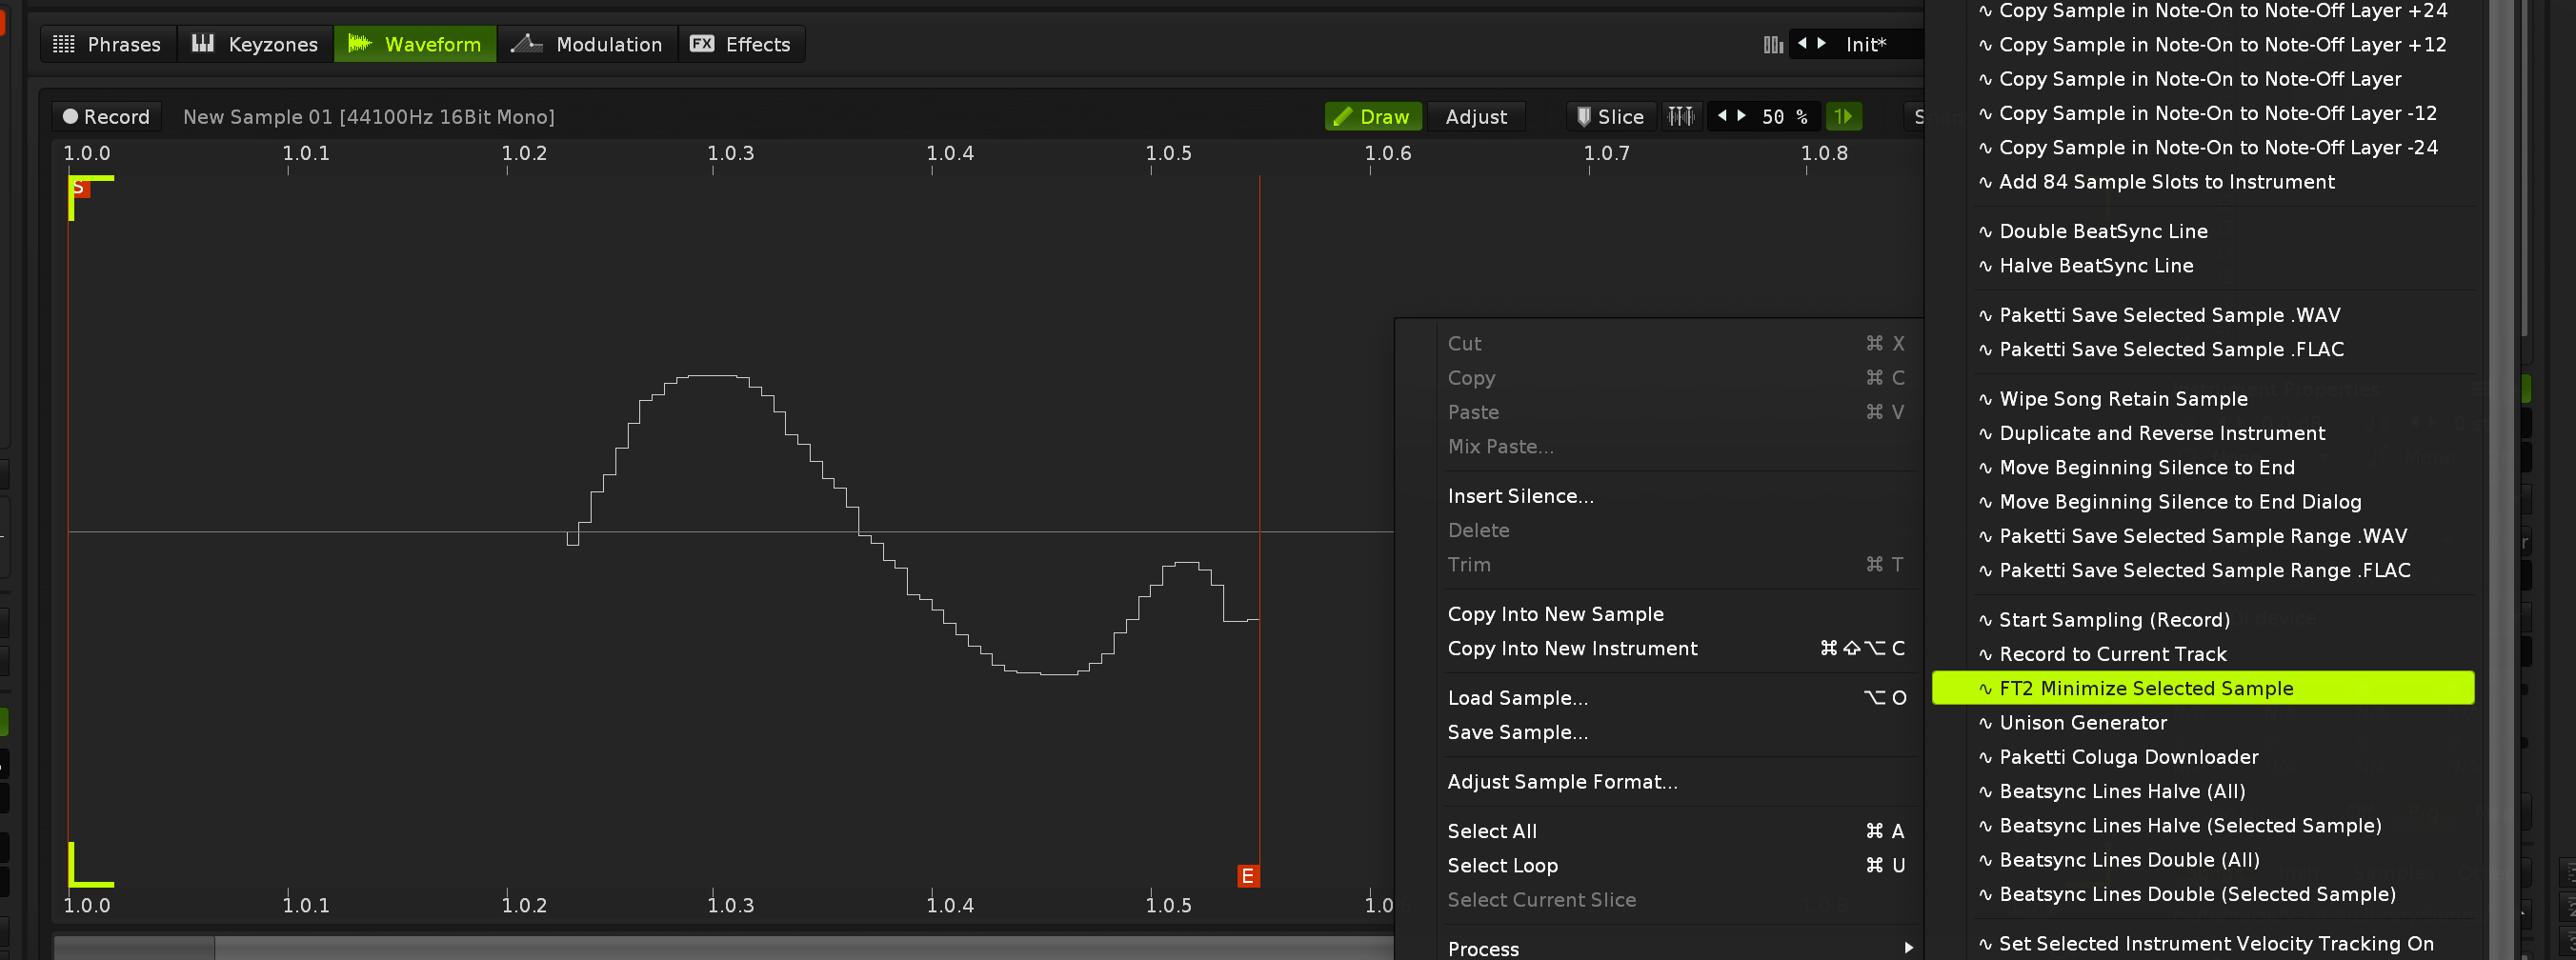 Phrases Keyzones Waveform Modulation FX Effects Init*
Record New Sample 01 [44100Hz 16Bit Mono] Draw Adjust Slice 50 % 1
1.0.0 1.0.1 1.0.2 1.0.3 1.0.4 1.0.5 1.0.6 1.0.7 1.0.8
S
E
1.0.0 1.0.1 1.0.2 1.0.3 1.0.4 1.0.5
Cut ⌘ X
Copy ⌘ C
Paste ⌘ V
Mix Paste...
Insert Silence...
Delete
Trim ⌘ T
Copy Into New Sample
Copy Into New Instrument ⌘⇧⌥ C
Load Sample... ⌥ O
Save Sample...
Adjust Sample Format...
Select All ⌘ A
Select Loop ⌘ U
Select Current Slice
Process
∿ Copy Sample in Note-On to Note-Off Layer +24
∿ Copy Sample in Note-On to Note-Off Layer +12
∿ Copy Sample in Note-On to Note-Off Layer
∿ Copy Sample in Note-On to Note-Off Layer -12
∿ Copy Sample in Note-On to Note-Off Layer -24
∿ Add 84 Sample Slots to Instrument
∿ Double BeatSync Line
∿ Halve BeatSync Line
∿ Paketti Save Selected Sample .WAV
∿ Paketti Save Selected Sample .FLAC
∿ Wipe Song Retain Sample
∿ Duplicate and Reverse Instrument
∿ Move Beginning Silence to End
∿ Move Beginning Silence to End Dialog
∿ Paketti Save Selected Sample Range .WAV
∿ Paketti Save Selected Sample Range .FLAC
∿ Start Sampling (Record)
∿ Record to Current Track
∿ FT2 Minimize Selected Sample
∿ Unison Generator
∿ Paketti Coluga Downloader
∿ Beatsync Lines Halve (All)
∿ Beatsync Lines Halve (Selected Sample)
∿ Beatsync Lines Double (All)
∿ Beatsync Lines Double (Selected Sample)
∿ Set Selected Instrument Velocity Tracking On